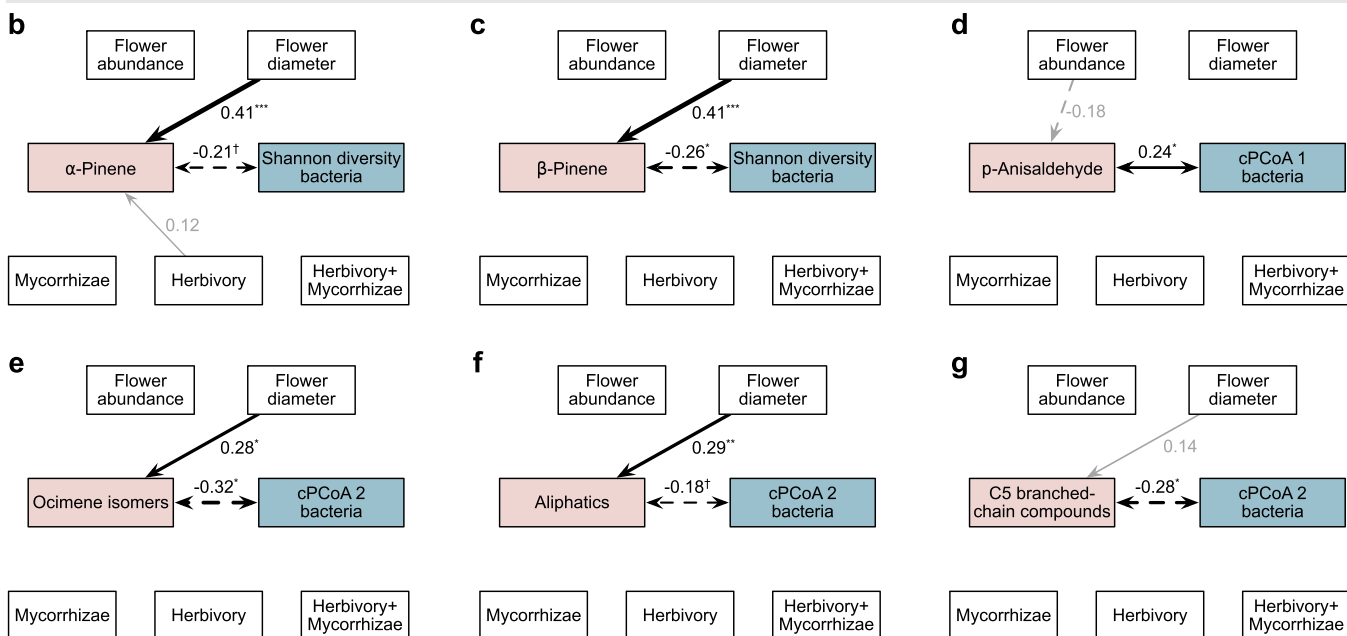 b
Flower
abundance
Flower
diameter
0.41***
α-Pinene
-0.21†
Shannon diversity
bacteria
0.12
Mycorrhizae
Herbivory
Herbivory+
Mycorrhizae
c
Flower
abundance
Flower
diameter
0.41***
β-Pinene
-0.26*
Shannon diversity
bacteria
Mycorrhizae
Herbivory
Herbivory+
Mycorrhizae
d
Flower
abundance
Flower
diameter
-0.18
p-Anisaldehyde
0.24*
cPCoA 1
bacteria
Mycorrhizae
Herbivory
Herbivory+
Mycorrhizae
e
Flower
abundance
Flower
diameter
0.28*
Ocimene isomers
-0.32*
cPCoA 2
bacteria
Mycorrhizae
Herbivory
Herbivory+
Mycorrhizae
f
Flower
abundance
Flower
diameter
0.29**
Aliphatics
-0.18†
cPCoA 2
bacteria
Mycorrhizae
Herbivory
Herbivory+
Mycorrhizae
g
Flower
abundance
Flower
diameter
0.14
C5 branched-
chain compounds
-0.28*
cPCoA 2
bacteria
Mycorrhizae
Herbivory
Herbivory+
Mycorrhizae